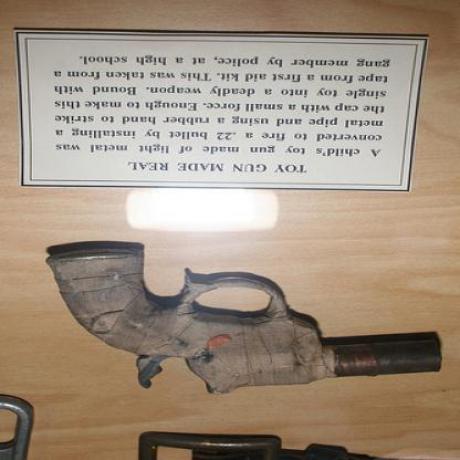 TOY GUN MADE REAL
A child's toy gun made of light metal was
converted to fire a .22 bullet by installing a
metal pipe and using a rubber hand to strike
the cap with a small force. Enough to make this
single toy into a deadly weapon. Bound with
tape from a first aid kit. This was taken from a
gang member by police, at a high school.